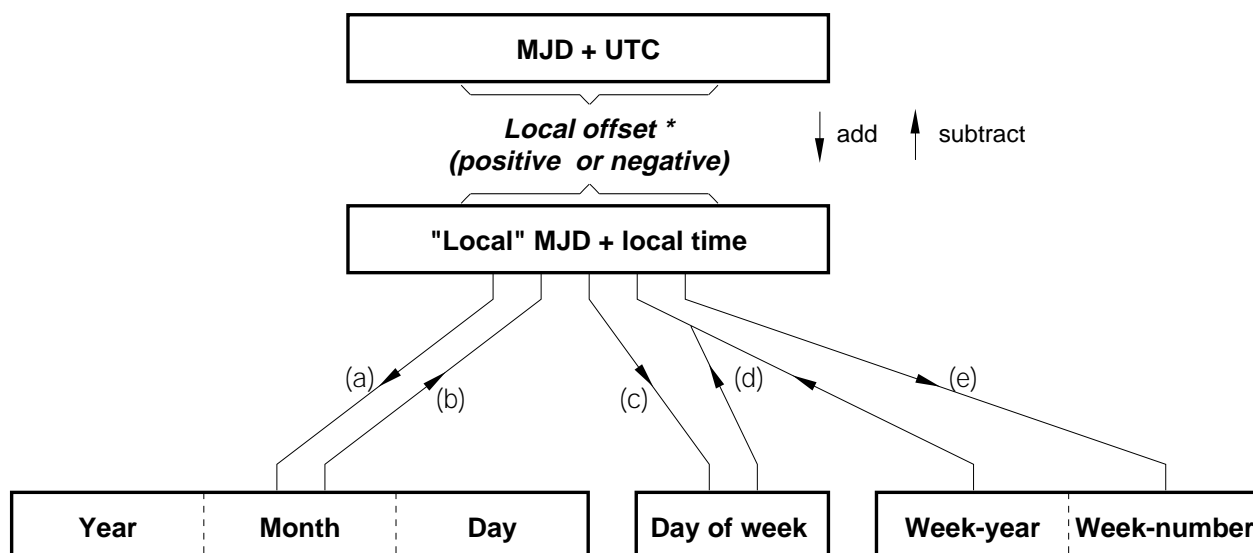 MJD + UTC
Local offset *
(positive or negative)
add
subtract
"Local" MJD + local time
(a)
(b)
(c)
(d)
(e)
Year
Month
Day
Day of week
Week-year
Week-number